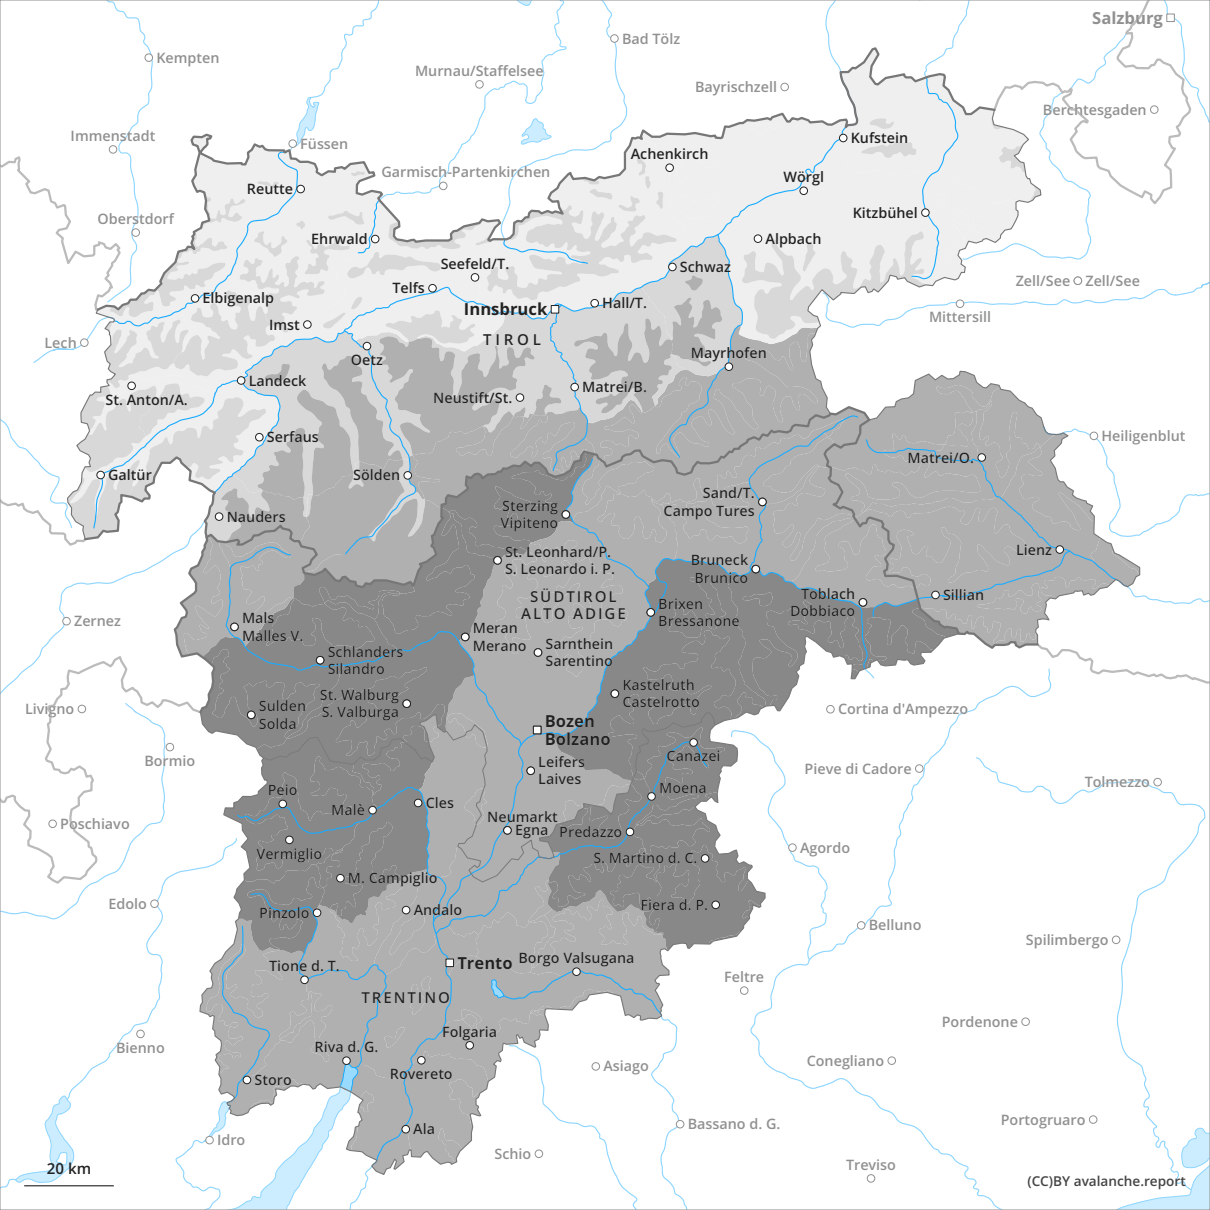 Salzburg
Bad Tölz
Kempten
Murnau/Staffelsee
Bayrischzell
Berchtesgaden
Immenstadt
Füssen
Kufstein
Achenkirch
Garmisch-Partenkirchen
Wörgl
Reutte
Oberstdorf
Kitzbühel
Ehrwald
Alpbach
Seefeld/T.
Schwaz
Zell/See
Zell/See
Telfs
Elbigenalp
Hall/T.
Innsbruck
Mittersill
Imst
TIROL
Lech
Oetz
Mayrhofen
Landeck
Matrei/B.
St. Anton/A.
Neustift/St.
Serfaus
Heiligenblut
Matrei/O.
Galtür
Sölden
Sand/T.
Campo Tures
Sterzing
Vipiteno
Nauders
St. Leonhard/P.
S. Leonardo i. P.
Lienz
Bruneck
Brunico
SÜDTIROL
ALTO ADIGE
Toblach
Dobbiaco
Sillian
Brixen
Bressanone
Mals
Malles V.
Zernez
Meran
Merano
Sarnthein
Sarentino
Schlanders
Silandro
Kastelruth
Castelrotto
St. Walburg
S. Valburga
Sulden
Solda
Livigno
Cortina d'Ampezzo
Bozen
Bolzano
Bormio
Canazei
Leifers
Laives
Pieve di Cadore
Tolmezzo
Peio
Moena
Malè
Cles
Neumarkt
Egna
Poschiavo
Predazzo
Vermiglio
Agordo
S. Martino d. C.
M. Campiglio
Edolo
Fiera d. P.
Pinzolo
Andalo
Belluno
Spilimbergo
Trento
Borgo Valsugana
Tione d. T.
Feltre
TRENTINO
Pordenone
Folgaria
Bienno
Riva d. G.
Conegliano
Asiago
Rovereto
Storo
Portogruaro
Bassano d. G.
Ala
Idro
Schio
Treviso
20 km
(CC)BY avalanche.report